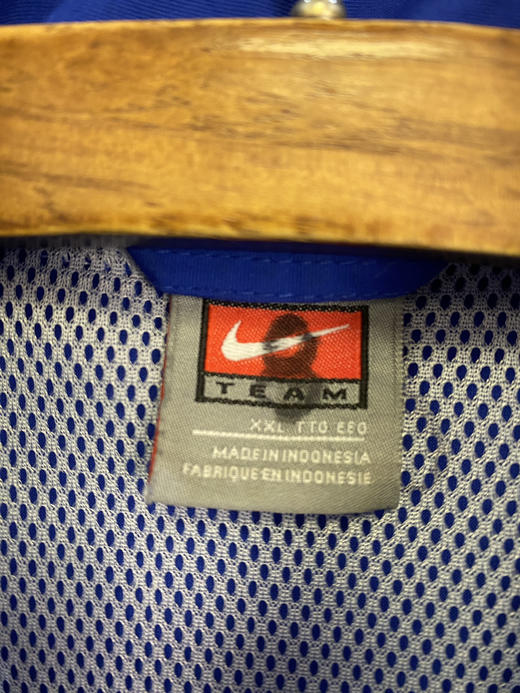 TEAM
XXL TTG EEG
MADE IN INDONESIA
FABRIQUE EN INDONESIE